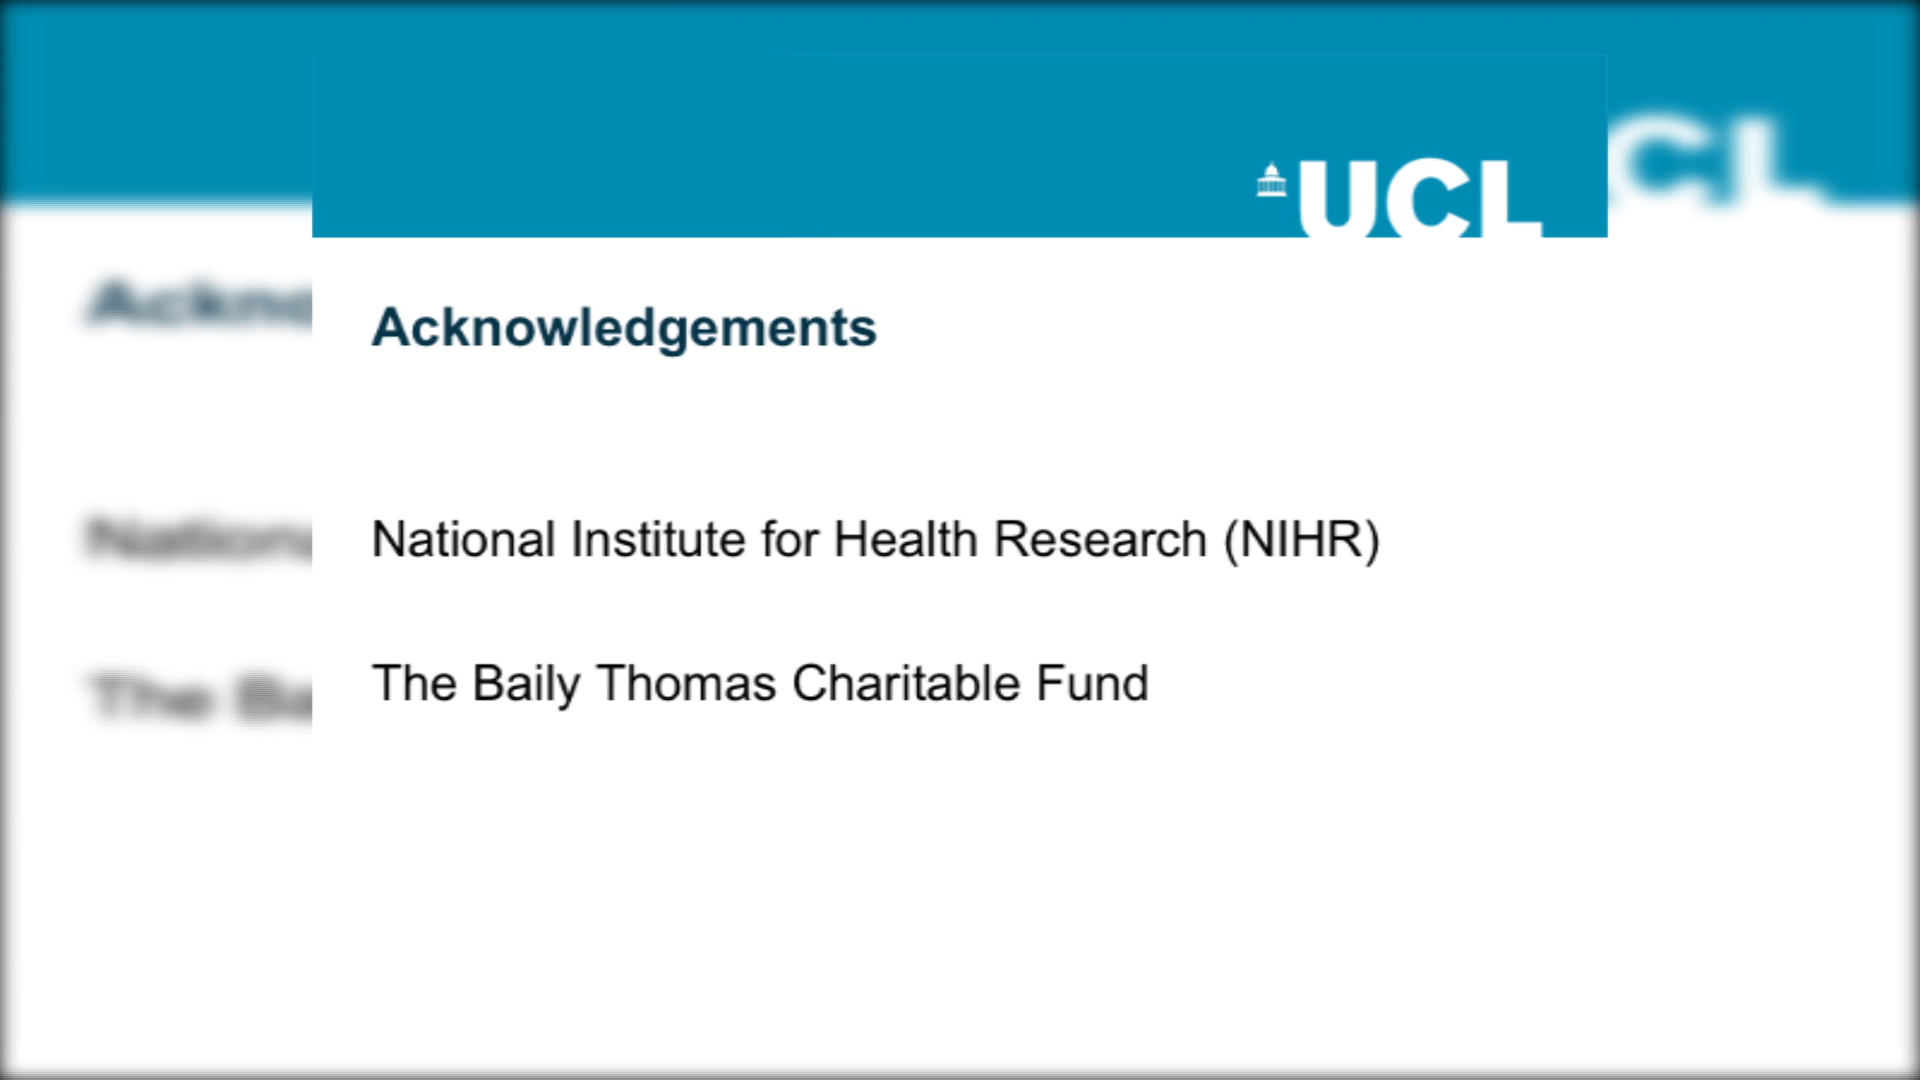 UCL
Acknowledgements
National Institute for Health Research (NIHR)
The Baily Thomas Charitable Fund